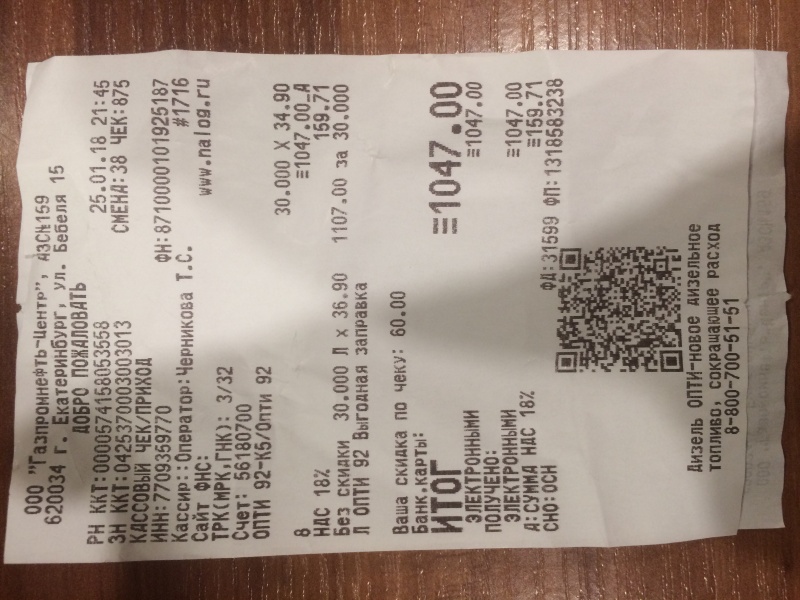 ООО "Газпромнефть-Центр", АЗС№159
620034 г. Екатеринбург, ул. Бебеля 15
ДОБРО ПОЖАЛОВАТЬ
25.01.18 21:45
РН ККТ:0000574158053558 СМЕНА:38 ЧЕК:875
ЗН ККТ:0425370003003013
КАССОВЫЙ ЧЕК/ПРИХОД
ИНН:7709359770 ФН:8710000101925187
Кассир::Оператор:Черникова Т.С. #1716
Сайт ФНС: www.nalog.ru
ТРК(МРК,ГНК): 3/32
Счет: 56180700
ОПТИ 92-К5/Опти 92
30.000 X 34.90
8 ≡1047.00_А
НДС 18% 159.71
Без скидки 30.000 Л x 36.90 1107.00 за 30.000
Л ОПТИ 92 Выгодная заправка
Ваша скидка по чеку: 60.00
Банк.карты:
ИТОГ ≡1047.00
ЭЛЕКТРОННЫМИ ≡1047.00
ПОЛУЧЕНО:
ЭЛЕКТРОННЫМИ ≡1047.00
А:СУММА НДС 18% ≡159.71
СНО:ОСН ФД:31599 ФП:1318583238
Дизель ОПТИ-новое дизельное
топливо, сокращающее расход
8-800-700-51-51